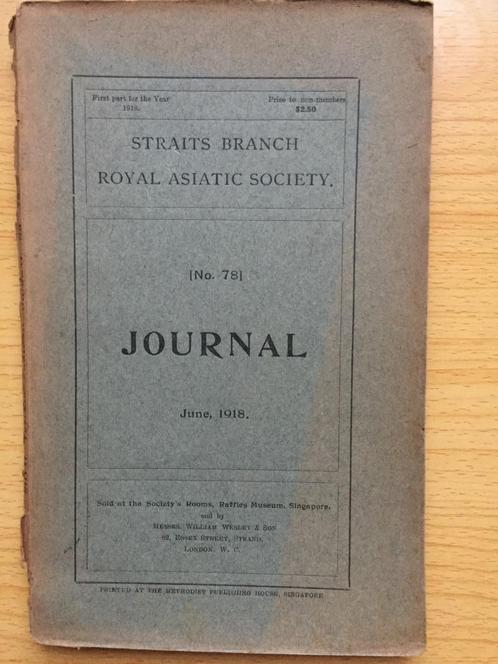 First part for the Year
1918.
Price to non-members
$2.50
STRAITS BRANCH
ROYAL ASIATIC SOCIETY.
[No. 78]
JOURNAL
June, 1918.
Sold at the Society's Rooms, Raffles Museum, Singapore.
and by
MESSRS. WILLIAM WESLEY & SON
28, ESSEX STREET, STRAND,
LONDON. W. C.
PRINTED AT THE METHODIST PUBLISHING HOUSE, SINGAPORE